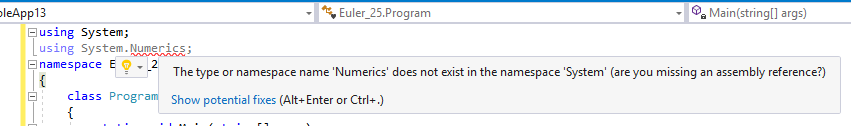 oleApp13
Euler_25.Program
Main(string[] args)
using System;
using System.Numerics;
namespace E
_2
The type or namespace name 'Numerics' does not exist in the namespace 'System' (are you missing an assembly reference?)
{
Show potential fixes (Alt+Enter or Ctrl+.)
class Program
{